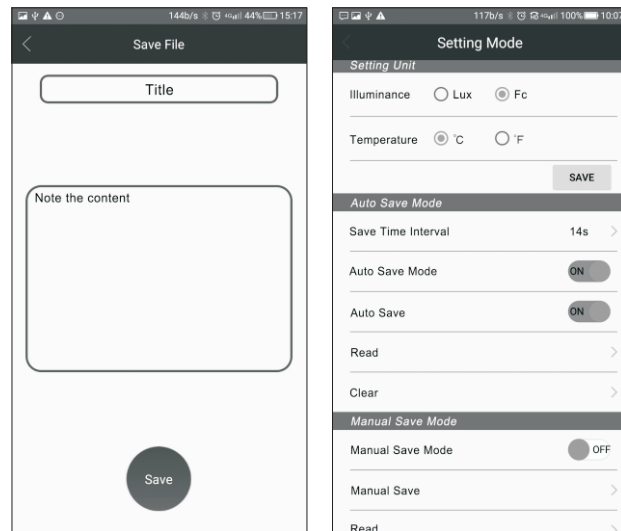 144b/s 44% 15:17
Save File
Title
Note the content
Save
117b/s 100% 10:07
Setting Mode
Setting Unit
Illuminance Lux Fc
Temperature °C °F
SAVE
Auto Save Mode
Save Time Interval 14s
Auto Save Mode ON
Auto Save ON
Read
Clear
Manual Save Mode
Manual Save Mode OFF
Manual Save
Read